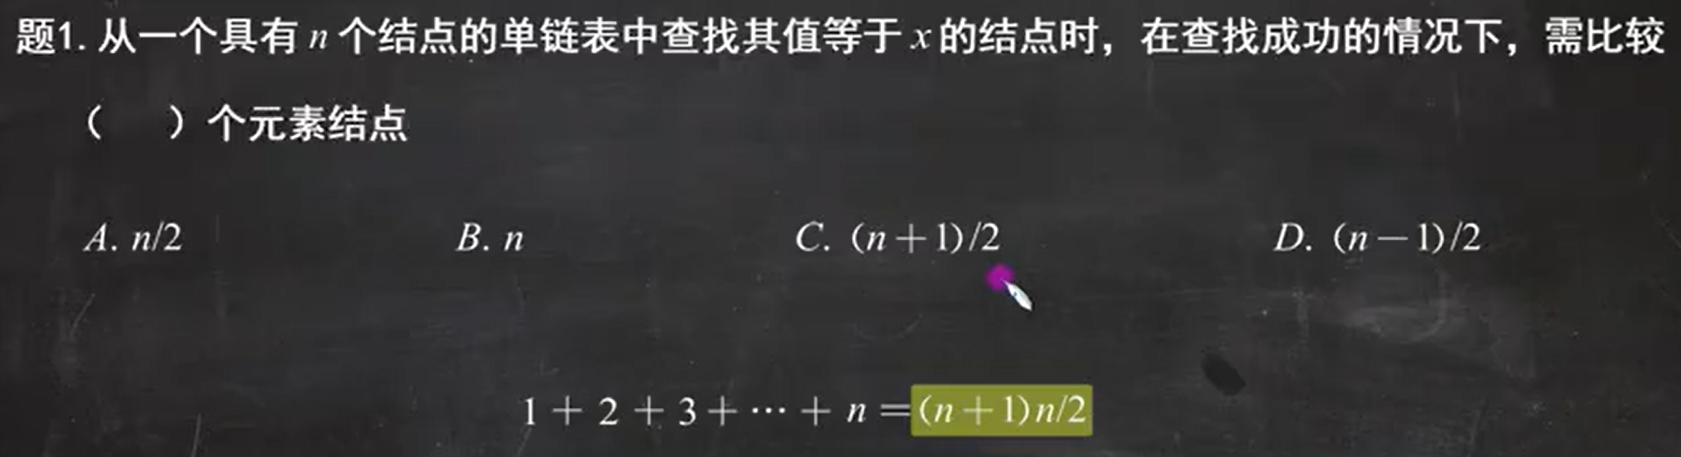 题1. 从一个具有 n 个结点的单链表中查找其值等于 x 的结点时，在查找成功的情况下，需比较
（ ）个元素结点
A. n/2 B. n C. (n+1)/2 D. (n-1)/2
1 + 2 + 3 + ··· + n = (n+1)n/2